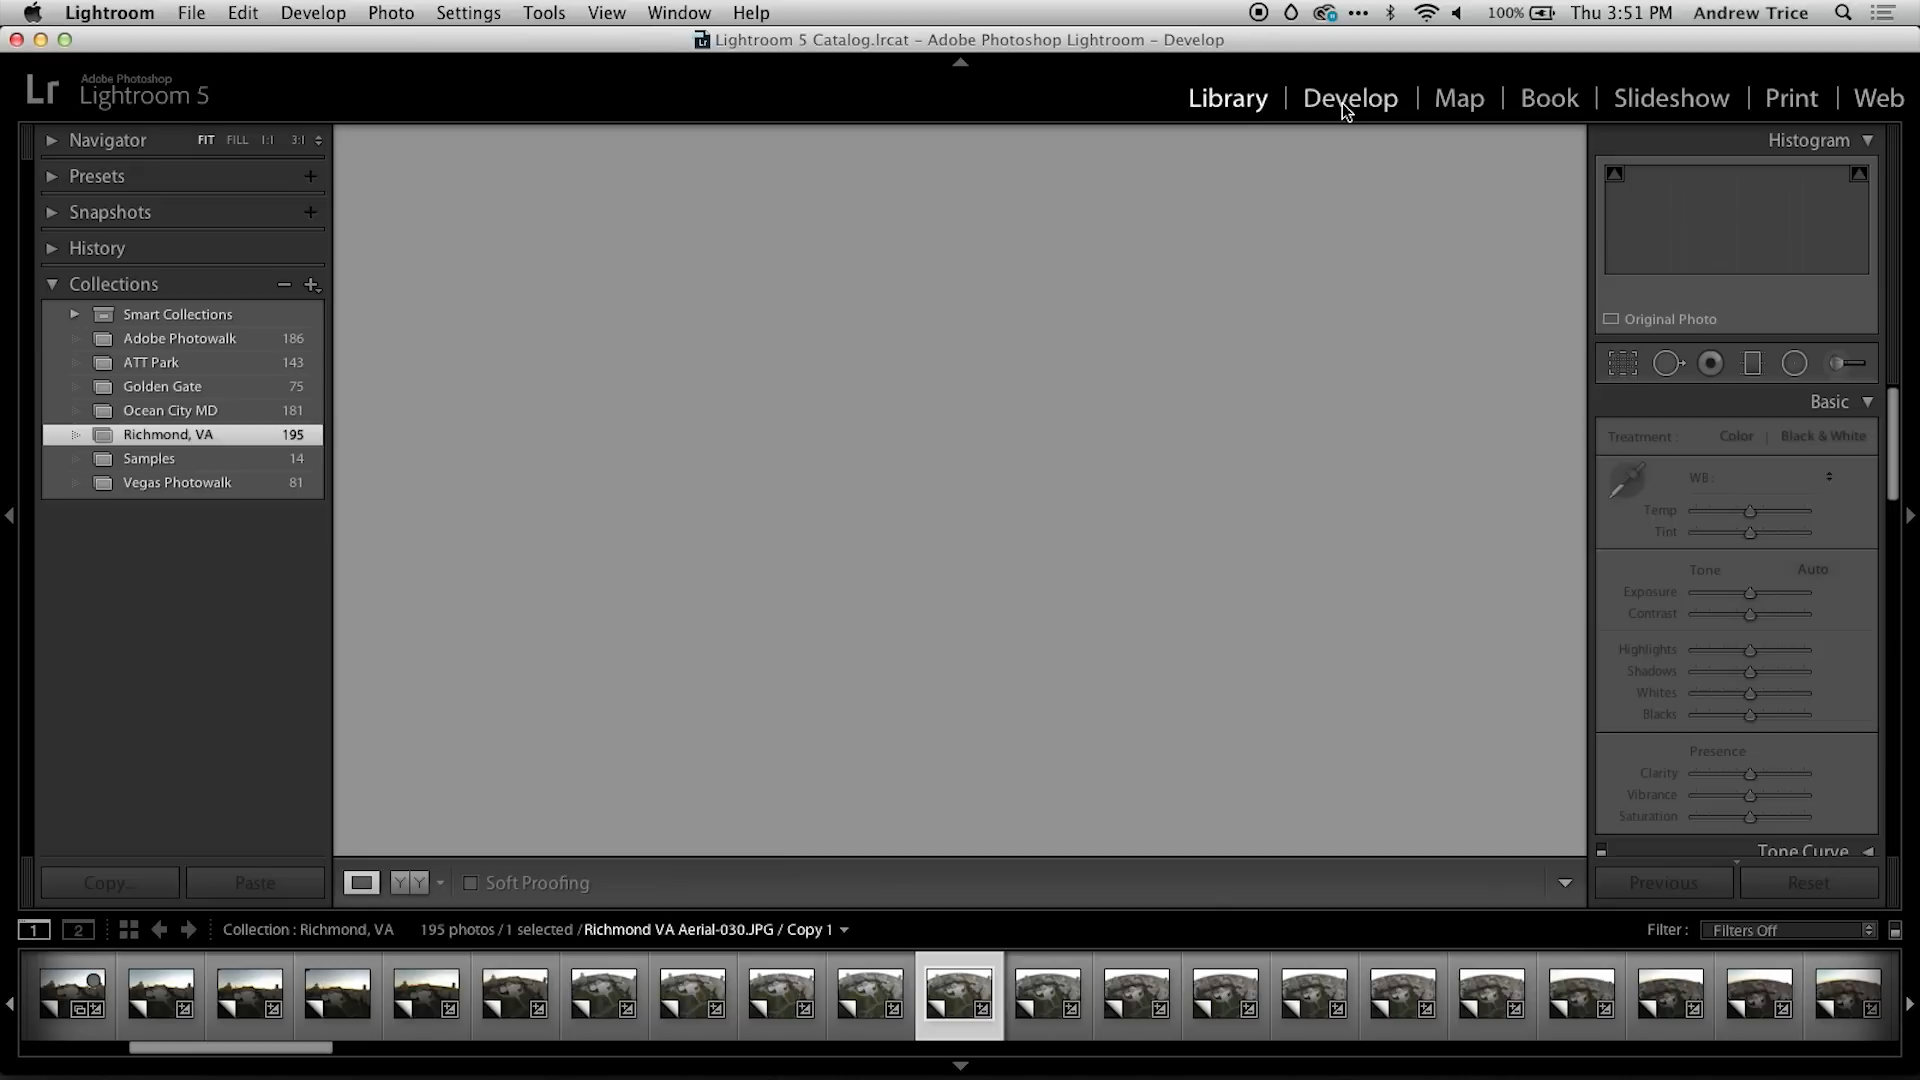 Lightroom File Edit Develop Photo Settings Tools View Window Help 100% Thu 3:51 PM Andrew Trice
Lightroom 5 Catalog.lrcat – Adobe Photoshop Lightroom – Develop
Lr Adobe Photoshop
Lightroom 5
Library | Develop | Map | Book | Slideshow | Print | Web
Navigator FIT FILL 1:1 3:1
Presets
Snapshots
History
Collections
Smart Collections
Adobe Photowalk 186
ATT Park 143
Golden Gate 75
Ocean City MD 181
Richmond, VA 195
Samples 14
Vegas Photowalk 81
Copy... Paste
YY Soft Proofing
Histogram
Original Photo
Basic
Treatment : Color | Black & White
WB :
Temp
Tint
Tone Auto
Exposure
Contrast
Highlights
Shadows
Whites
Blacks
Presence
Clarity
Vibrance
Saturation
Tone Curve
Previous Reset
1 2 Collection : Richmond, VA 195 photos / 1 selected / Richmond VA Aerial-030.JPG / Copy 1 Filter : Filters Off